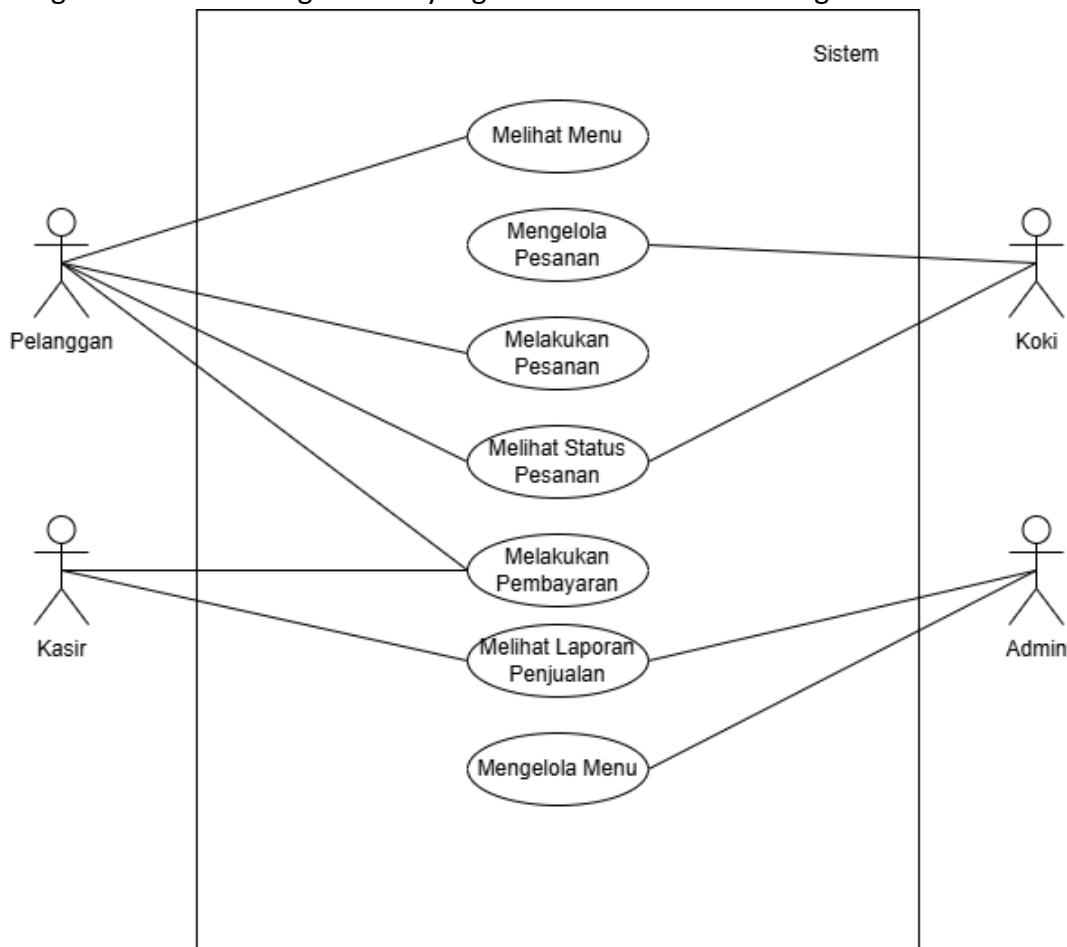 Sistem
Melihat Menu
Mengelola
Pesanan
Pelanggan
Melakukan
Pesanan
Koki
Melihat Status
Pesanan
Melakukan
Pembayaran
Kasir
Melihat Laporan
Penjualan
Admin
Mengelola Menu